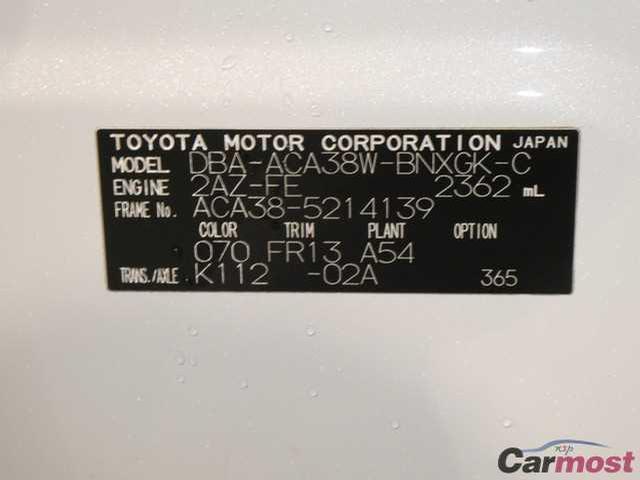 TOYOTA MOTOR CORPORATION JAPAN
MODEL DBA-ACA38W-BNXGK-C
ENGINE 2AZ-FE 2362 mL
FRAME No. ACA38-5214139
COLOR TRIM PLANT OPTION
070 FR13 A54
TRANS./AXLE K112 -02A 365
Carmost